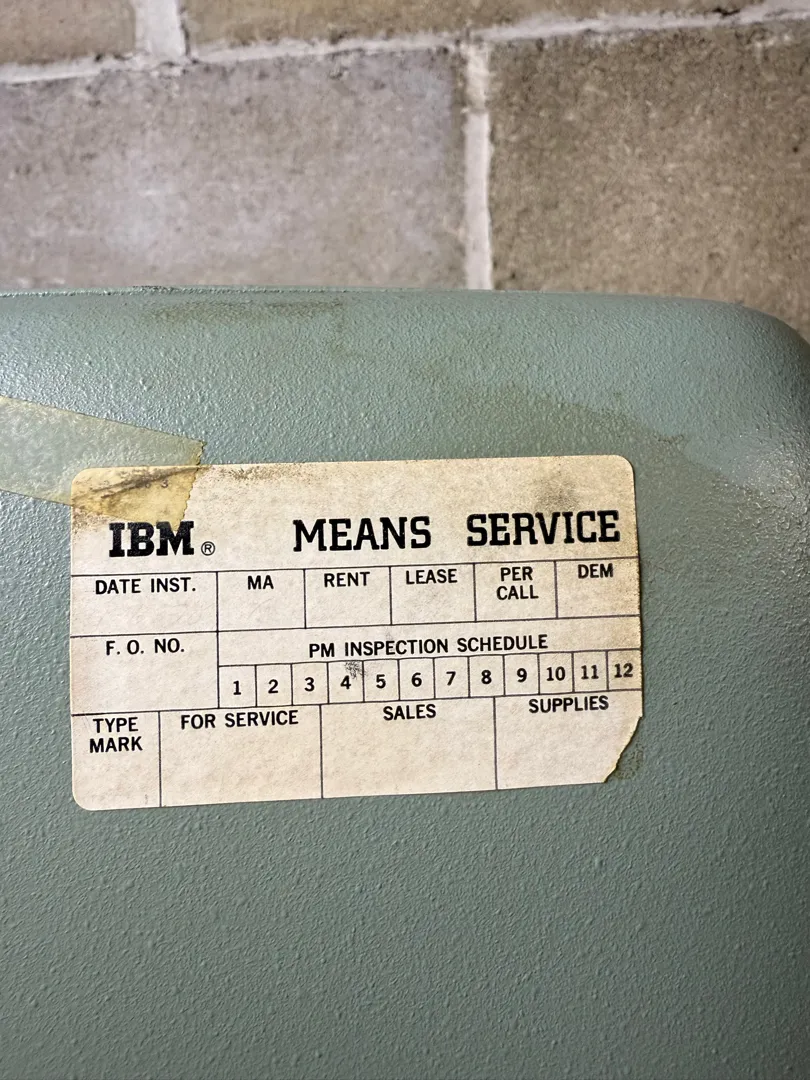 IBM® MEANS SERVICE
DATE INST. MA RENT LEASE PER CALL DEM
F. O. NO. PM INSPECTION SCHEDULE
1 2 3 4 5 6 7 8 9 10 11 12
TYPE MARK FOR SERVICE SALES SUPPLIES